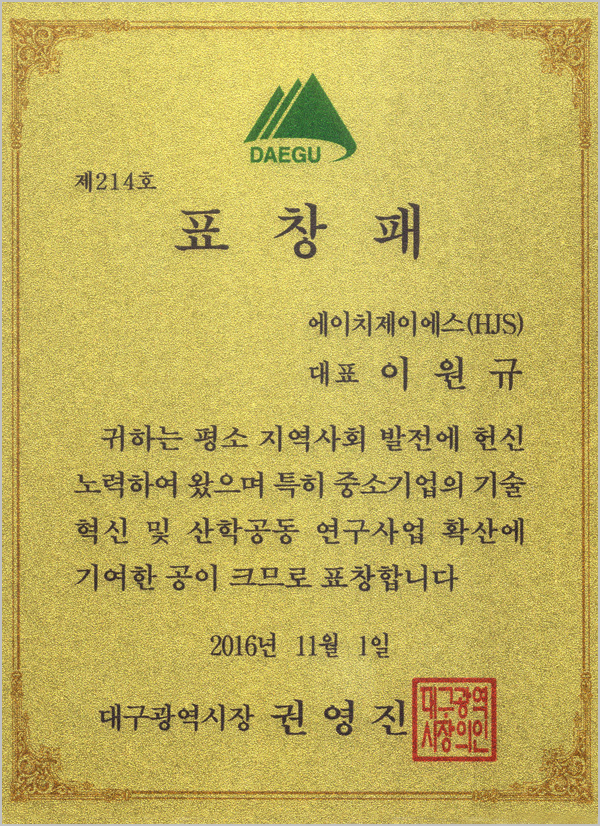 DAEGU
제214호
표 창 패
에이치제이에스(HJS)
대표 이 원 규
귀하는 평소 지역사회 발전에 헌신
노력하여 왔으며 특히 중소기업의 기술
혁신 및 산학공동 연구사업 확산에
기여한 공이 크므로 표창합니다
2016년 11월 1일
대구광역시장 권 영 진
대구광역
시장의인